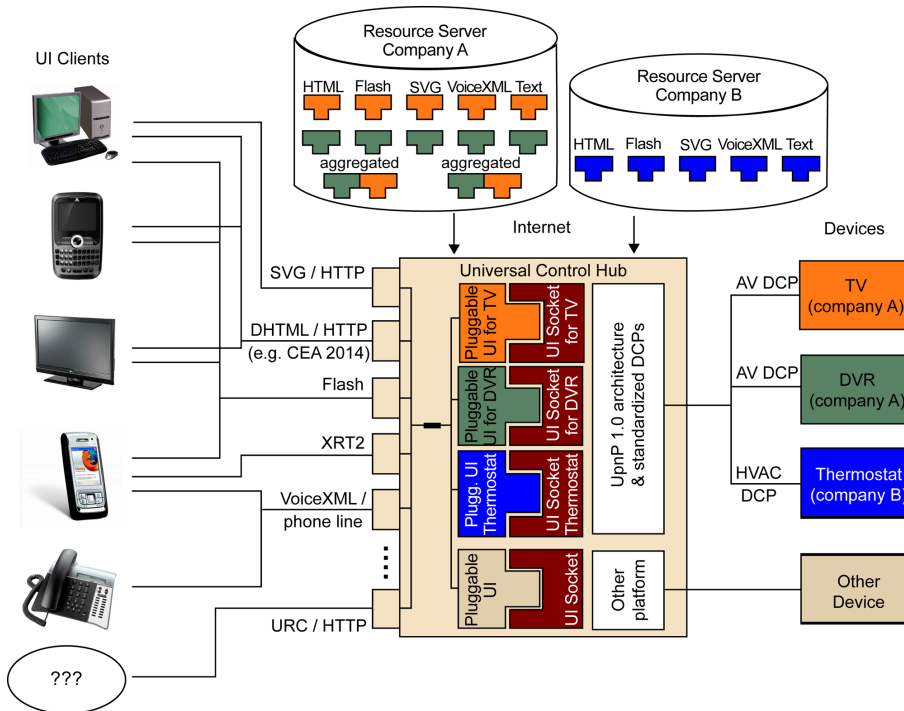 UI Clients
Resource Server
Company A
HTML Flash SVG VoiceXML Text
aggregated aggregated
Resource Server
Company B
HTML Flash SVG VoiceXML Text
Internet
Devices
Universal Control Hub
SVG / HTTP
DHTML / HTTP
(e.g. CEA 2014)
Flash
XRT2
VoiceXML /
phone line
URC / HTTP
???
Pluggable
UI for TV
UI Socket
for TV
Pluggable
UI for DVR
UI Socket
for DVR
Plugg. UI
Thermostat
UI Socket
Thermostat
Pluggable
UI
UI Socket
UpnP 1.0 architecture
& standardized DCPs
Other
platform
AV DCP
TV
(company A)
AV DCP
DVR
(company A)
HVAC
DCP
Thermostat
(company B)
Other
Device